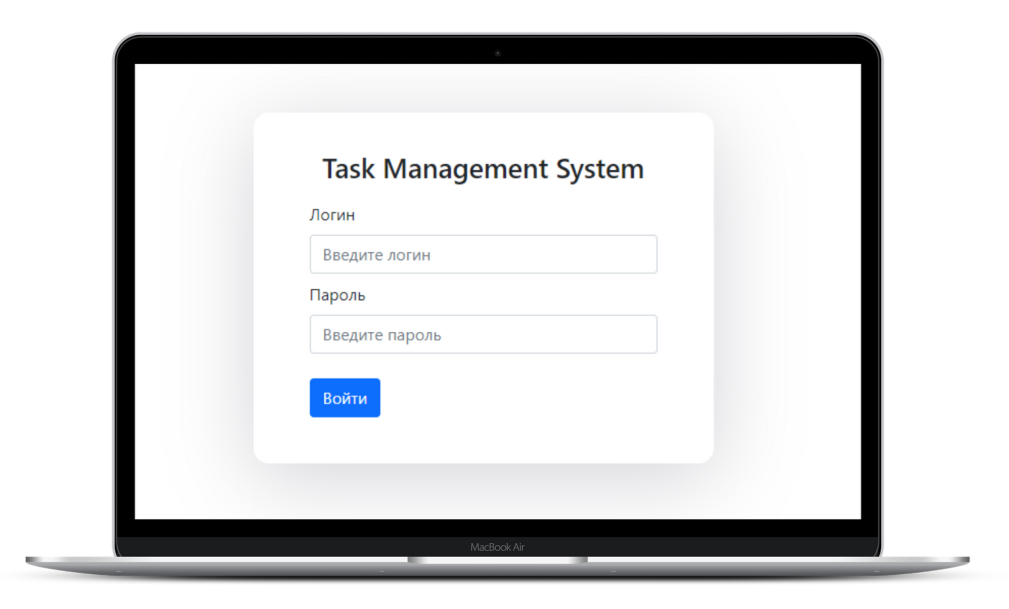 Task Management System
Логин
Введите логин
Пароль
Введите пароль
Войти
MacBook Air